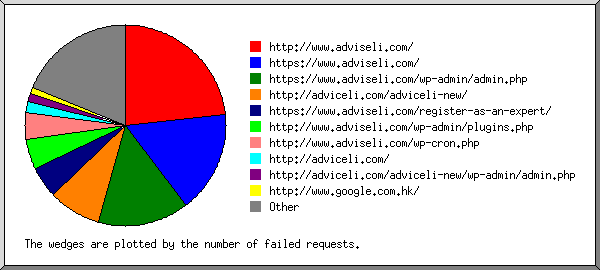 http://www.adviseli.com/
https://www.adviseli.com/
https://www.adviseli.com/wp-admin/admin.php
http://adviceli.com/adviceli-new/
https://www.adviseli.com/register-as-an-expert/
http://www.adviseli.com/wp-admin/plugins.php
http://www.adviseli.com/wp-cron.php
http://adviceli.com/
http://adviceli.com/adviceli-new/wp-admin/admin.php
http://www.google.com.hk/
Other
The wedges are plotted by the number of failed requests.